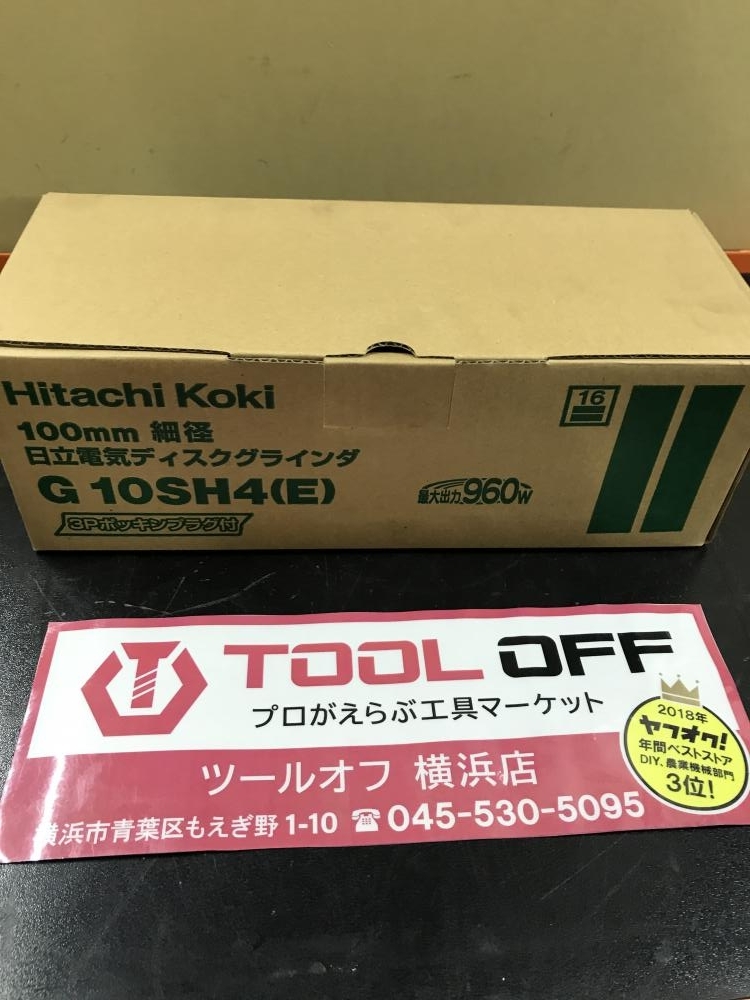 Hitachi Koki
100mm 細径
日立電気ディスクグラインダ
G 10SH4(E)
3Pポッキンプラグ付
最大出力960W
16
T
TOOL OFF
プロがえらぶ工具マーケット
ツールオフ 横浜店
横浜市青葉区もえぎ野1-10 ☎045-530-5095
2018年
ヤフオク!
年間ベストストア
DIY、農業機械部門
3位!